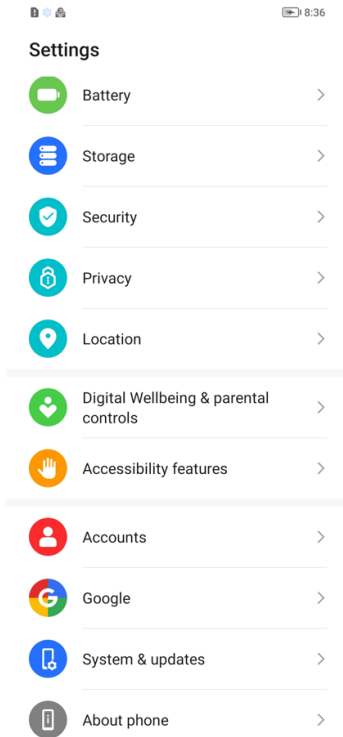 8:36
Settings
Battery
Storage
Security
Privacy
Location
Digital Wellbeing & parental
controls
Accessibility features
Accounts
Google
System & updates
About phone